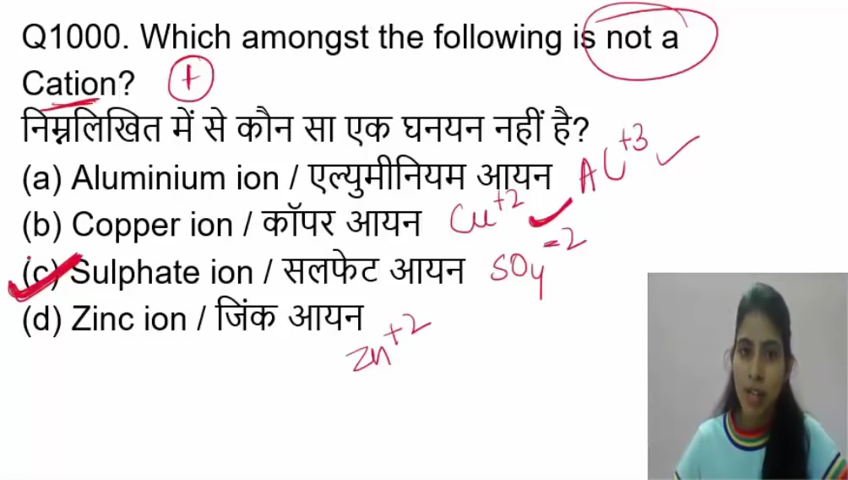 Q1000. Which amongst the following is not a
Cation? +
निम्नलिखित में से कौन सा एक घनयन नहीं है?
(a) Aluminium ion / एल्युमीनियम आयन Al+3
(b) Copper ion / कॉपर आयन Cu+2
(c) Sulphate ion / सलफेट आयन SO4-2
(d) Zinc ion / जिंक आयन
Zn+2